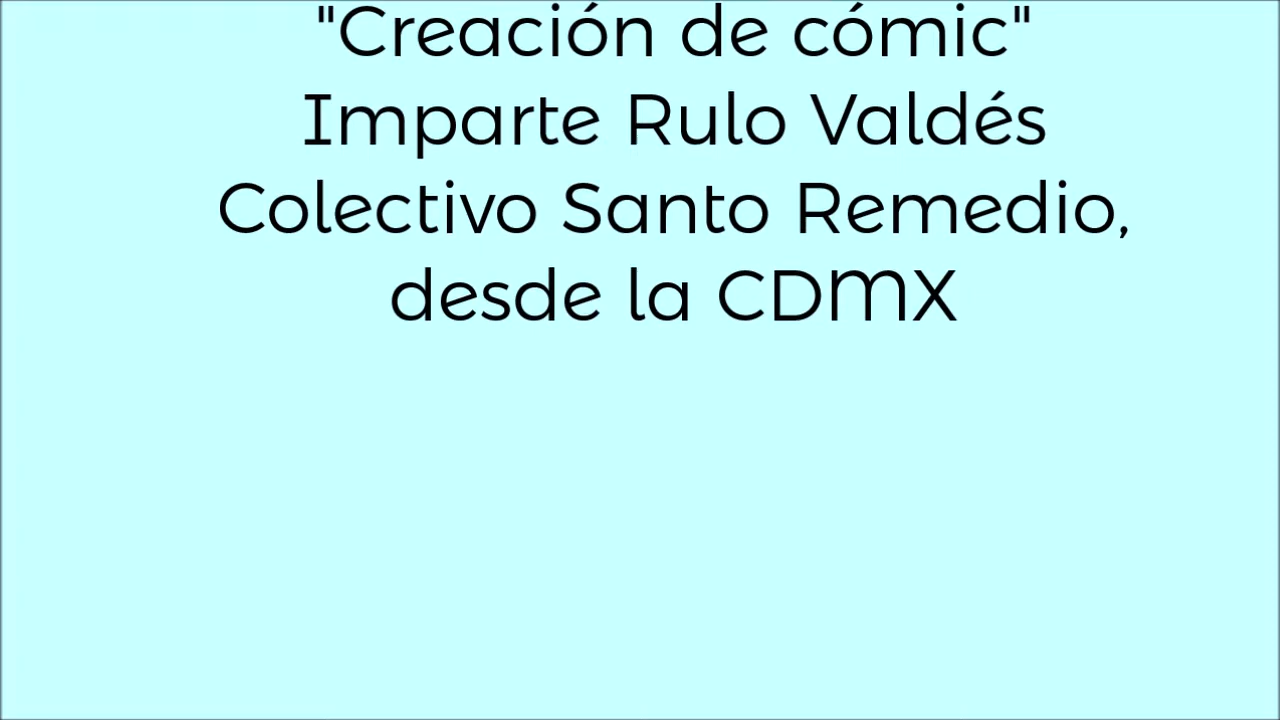 "Creación de cómic"
Imparte Rulo Valdés
Colectivo Santo Remedio,
desde la CDMX